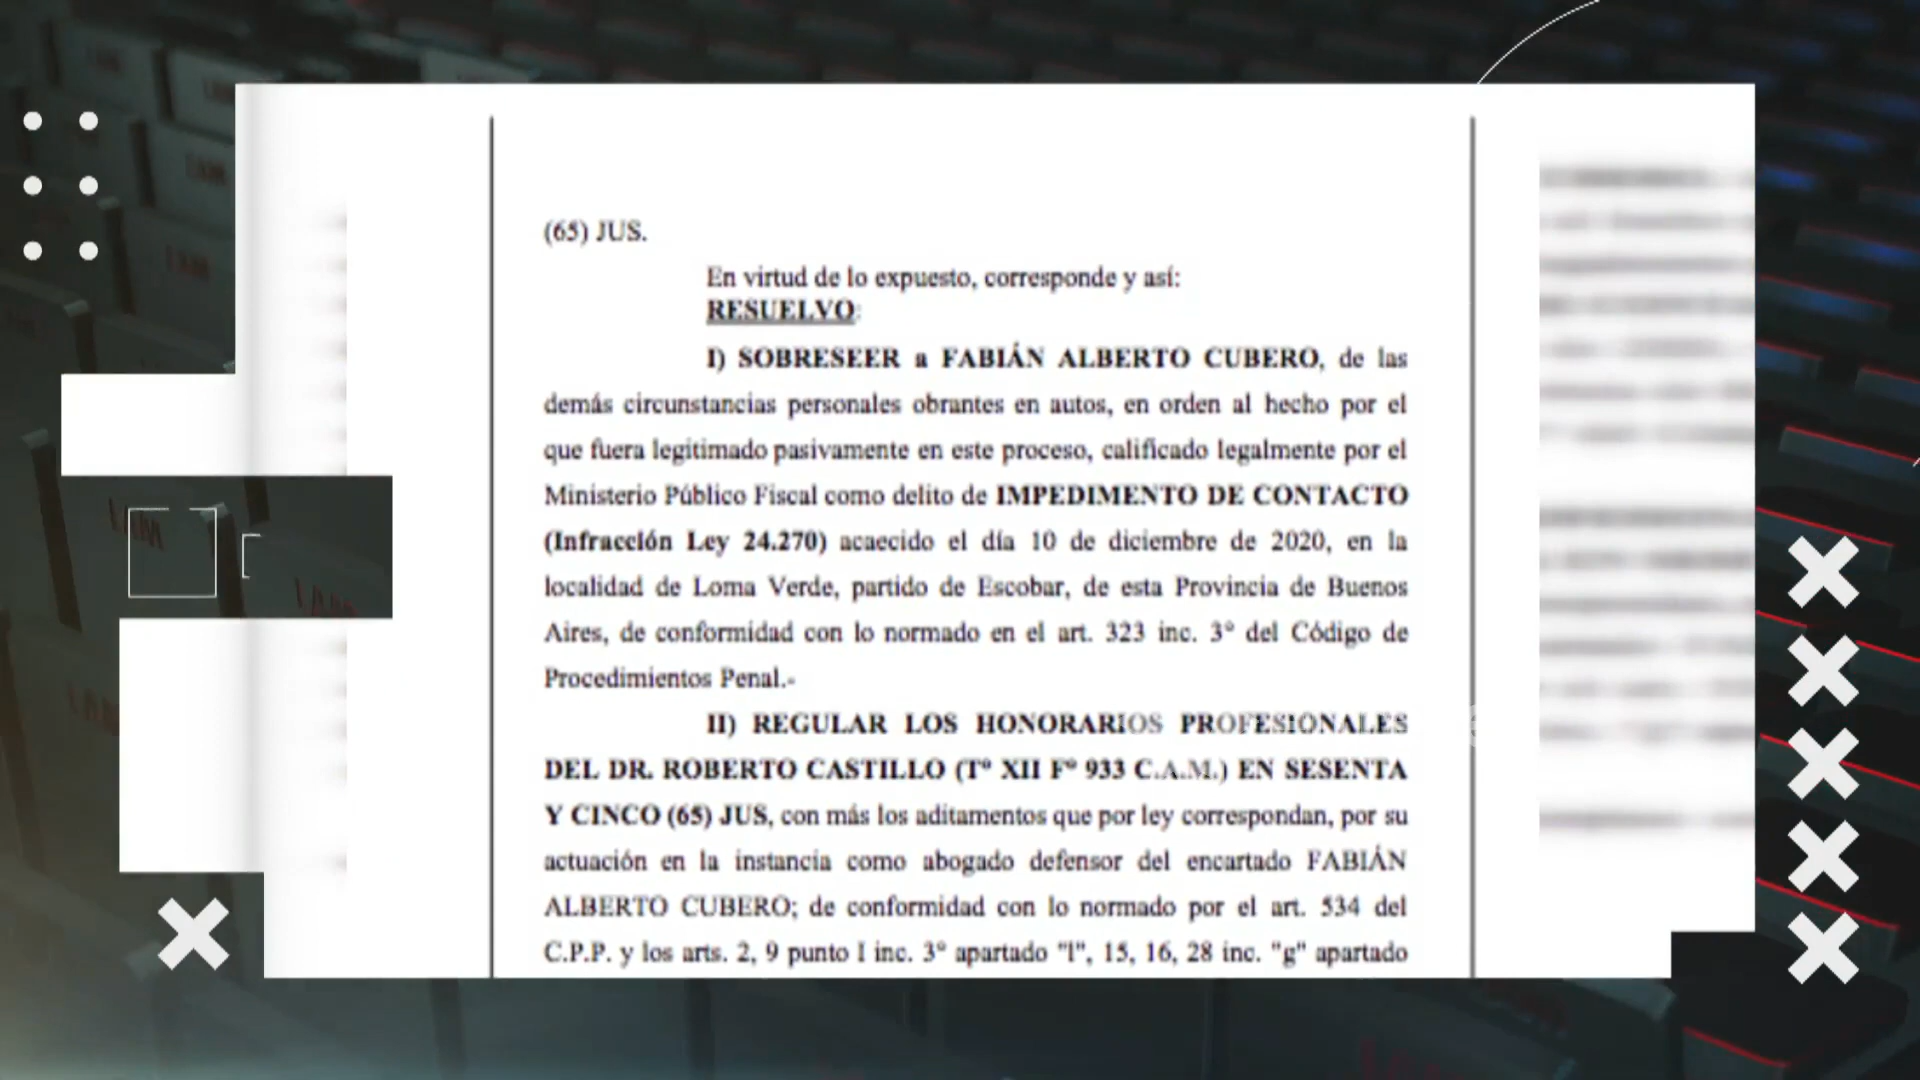 (65) JUS.
En virtud de lo expuesto, corresponde y así:
RESUELVO:
I) SOBRESEER a FABIÁN ALBERTO CUBERO, de las
demás circunstancias personales obrantes en autos, en orden al hecho por el
que fuera legitimado pasivamente en este proceso, calificado legalmente por el
Ministerio Público Fiscal como delito de IMPEDIMENTO DE CONTACTO
(Infracción Ley 24.270) acaecido el día 10 de diciembre de 2020, en la
localidad de Loma Verde, partido de Escobar, de esta Provincia de Buenos
Aires, de conformidad con lo normado en el art. 323 inc. 3° del Código de
Procedimientos Penal.-
II) REGULAR LOS HONORARIOS PROFESIONALES
DEL DR. ROBERTO CASTILLO (T° XII F° 933 C.A.M.) EN SESENTA
Y CINCO (65) JUS, con más los aditamentos que por ley correspondan, por su
actuación en la instancia como abogado defensor del encartado FABIÁN
ALBERTO CUBERO; de conformidad con lo normado por el art. 534 del
C.P.P. y los arts. 2, 9 punto I inc. 3° apartado "l", 15, 16, 28 inc. "g" apartado